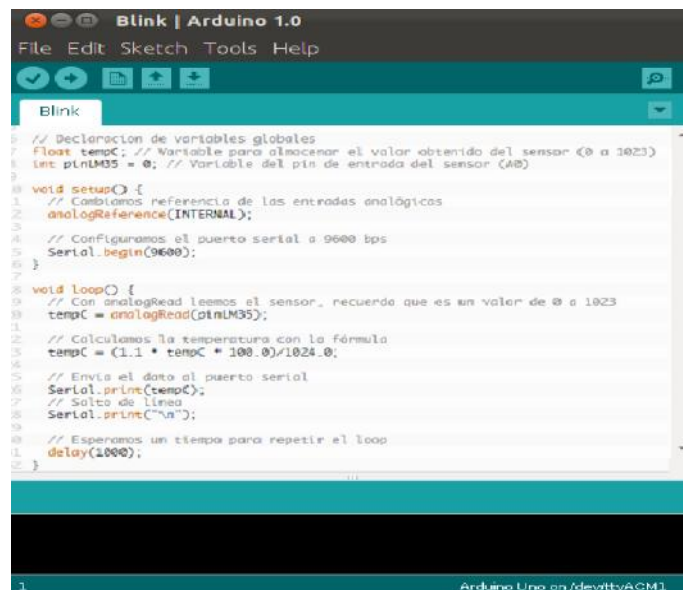 Blink | Arduino 1.0
File Edit Sketch Tools Help
Blink
// Declaracion de variables globales
float tempC; // Variable para almacenar el valor obtenido del sensor (0 a 1023)
int pinLM35 = 0; // Variable del pin de entrada del sensor (A0)
void setup() {
// Cambiamos referencia de las entradas analógicas
analogReference(INTERNAL);
// Configuramos el puerto serial a 9600 bps
Serial.begin(9600);
}
void loop() {
// Con analogRead leemos el sensor, recuerda que es un valor de 0 a 1023
tempC = analogRead(pinLM35);
// Calculamos la temperatura con la fórmula
tempC = (1.1 * tempC * 100.0)/1024.0;
// Envia el dato al puerto serial
Serial.print(tempC);
// Salto de línea
Serial.print("\n");
// Esperamos un tiempo para repetir el loop
delay(1000);
}
1
Arduino Uno on /dev/ttyACM1